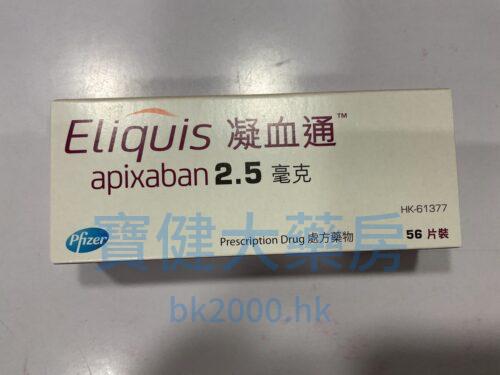 Eliquis 凝血通™
apixaban 2.5 毫克
HK-61377
Pfizer
Prescription Drug 處方藥物
56 片裝
寶健大藥房
bk2000.hk